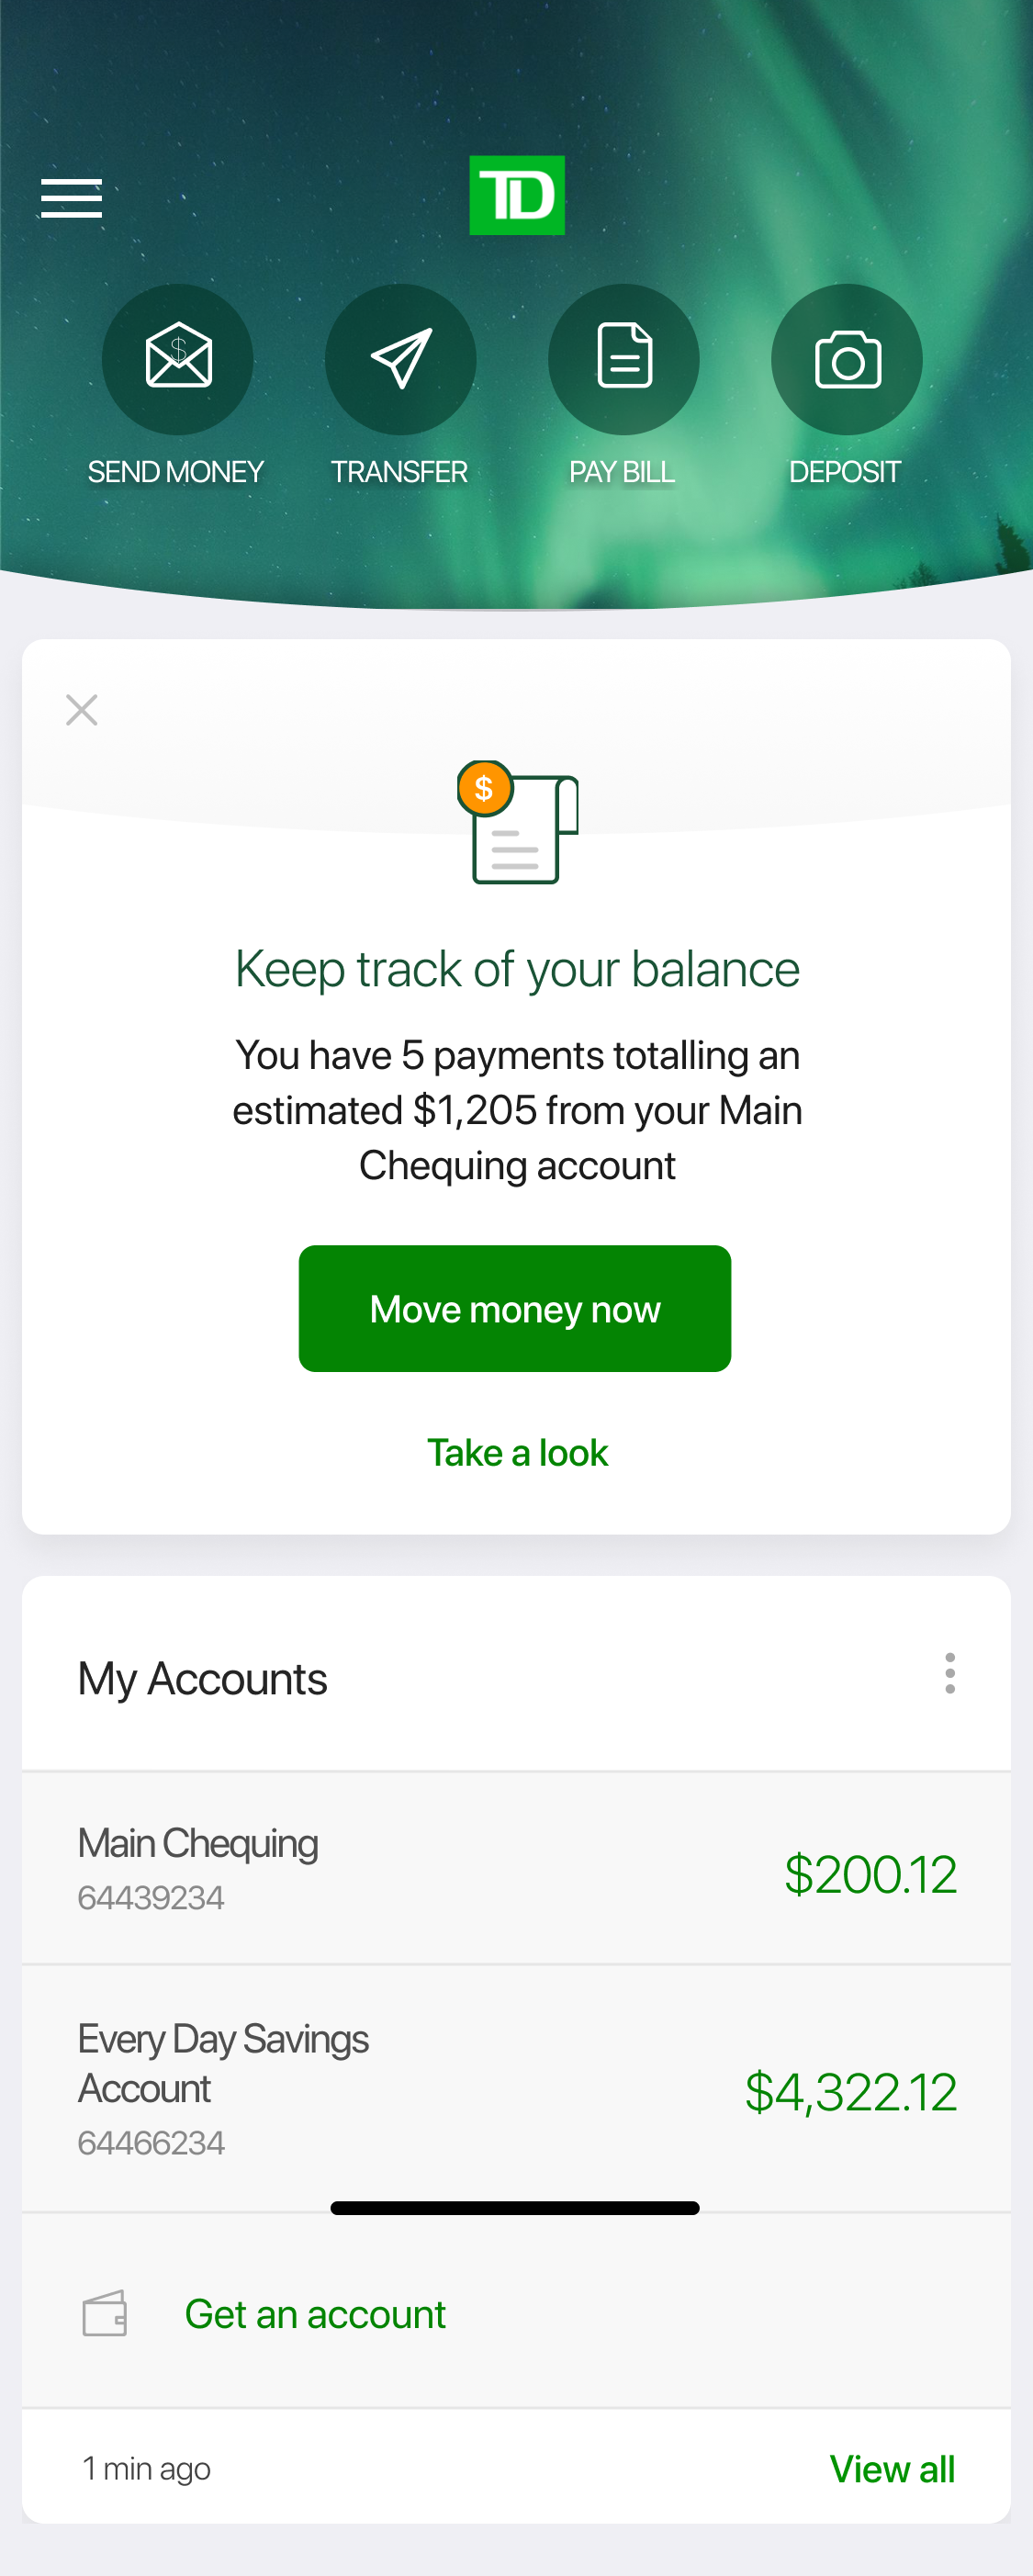 TD
$
SEND MONEY
TRANSFER
PAY BILL
DEPOSIT
$
Keep track of your balance
You have 5 payments totalling an
estimated $1,205 from your Main
Chequing account
Move money now
Take a look
My Accounts
Main Chequing
64439234
$200.12
Every Day Savings
Account
64466234
$4,322.12
Get an account
1 min ago
View all